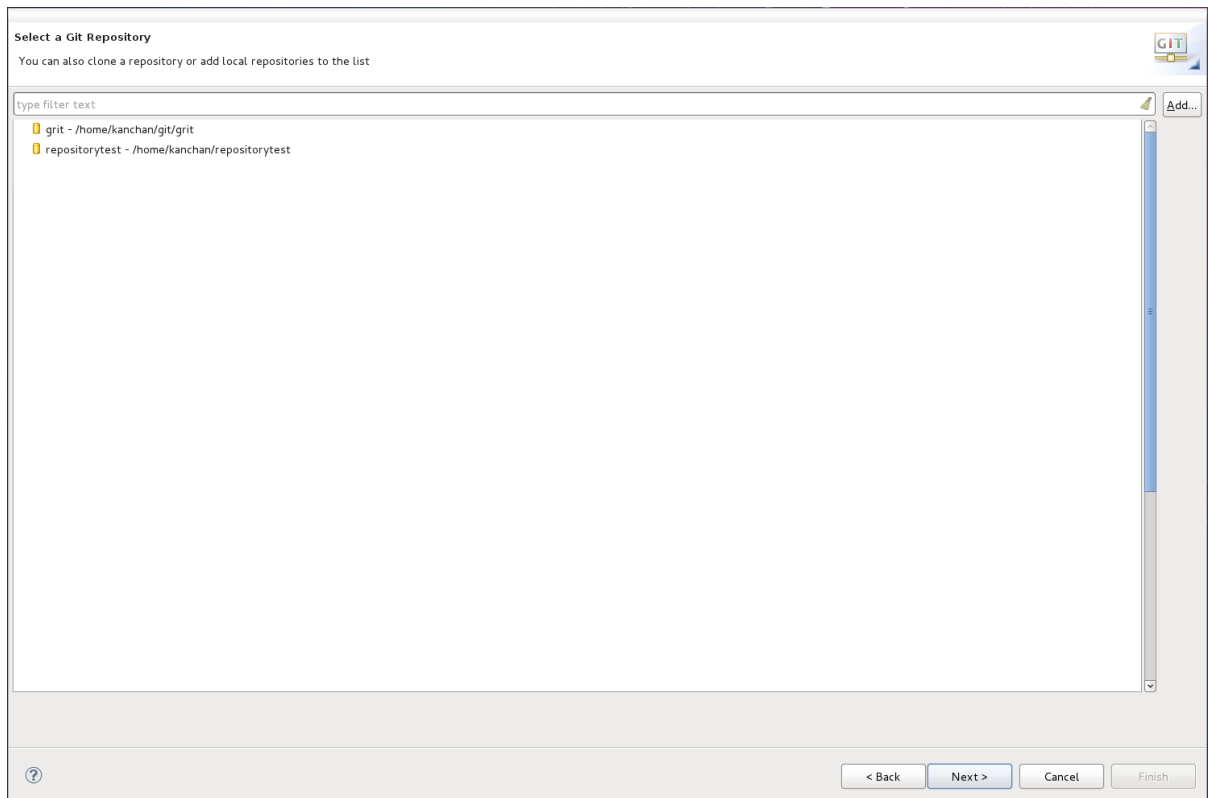 Select a Git Repository
You can also clone a repository or add local repositories to the list
GIT
type filter text
Add...
grit - /home/kanchan/git/grit
repositorytest - /home/kanchan/repositorytest
?
< Back
Next >
Cancel
Finish